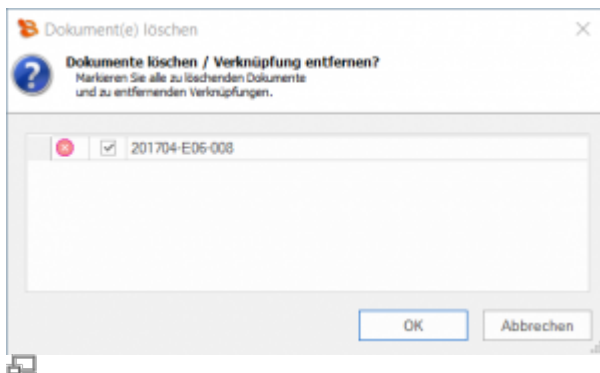 Dokument(e) löschen
Dokumente löschen / Verknüpfung entfernen?
Markieren Sie alle zu löschenden Dokumente
und zu entfernenden Verknüpfungen.
201704-E06-008
OK
Abbrechen